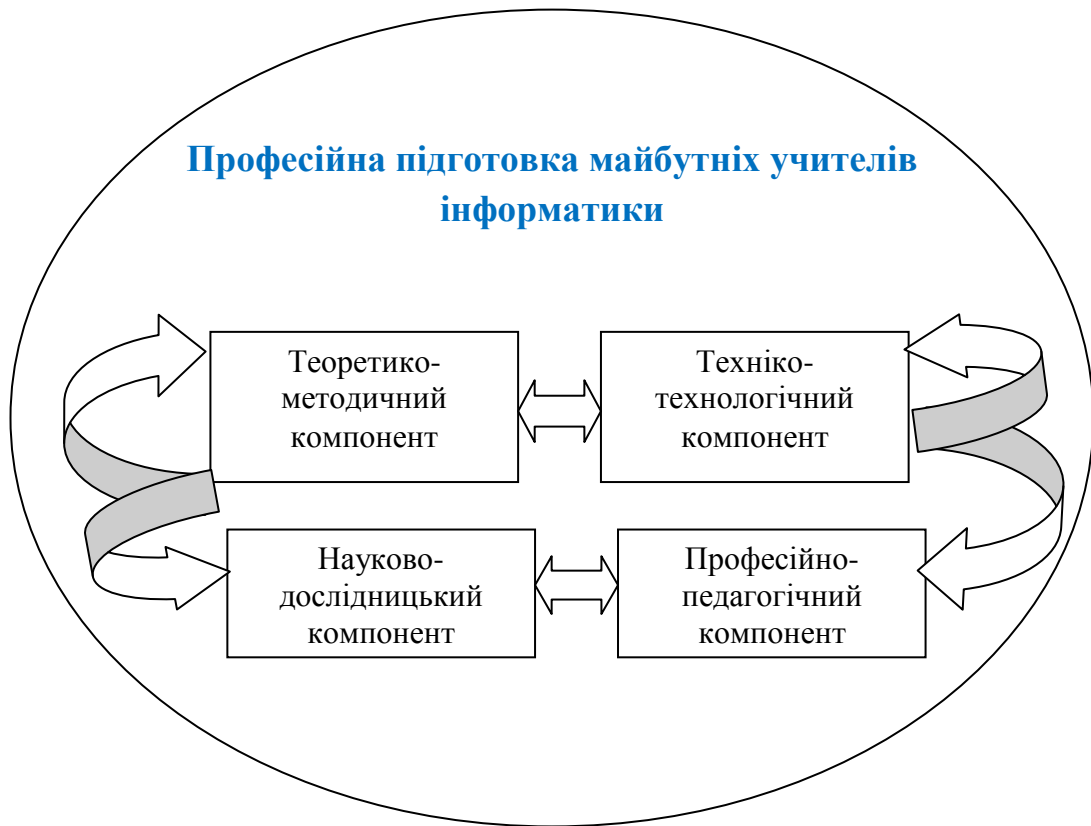 Професійна підготовка майбутніх учителів
інформатики
Теоретико-
методичний
компонент
Техніко-
технологічний
компонент
Науково-
дослідницький
компонент
Професійно-
педагогічний
компонент